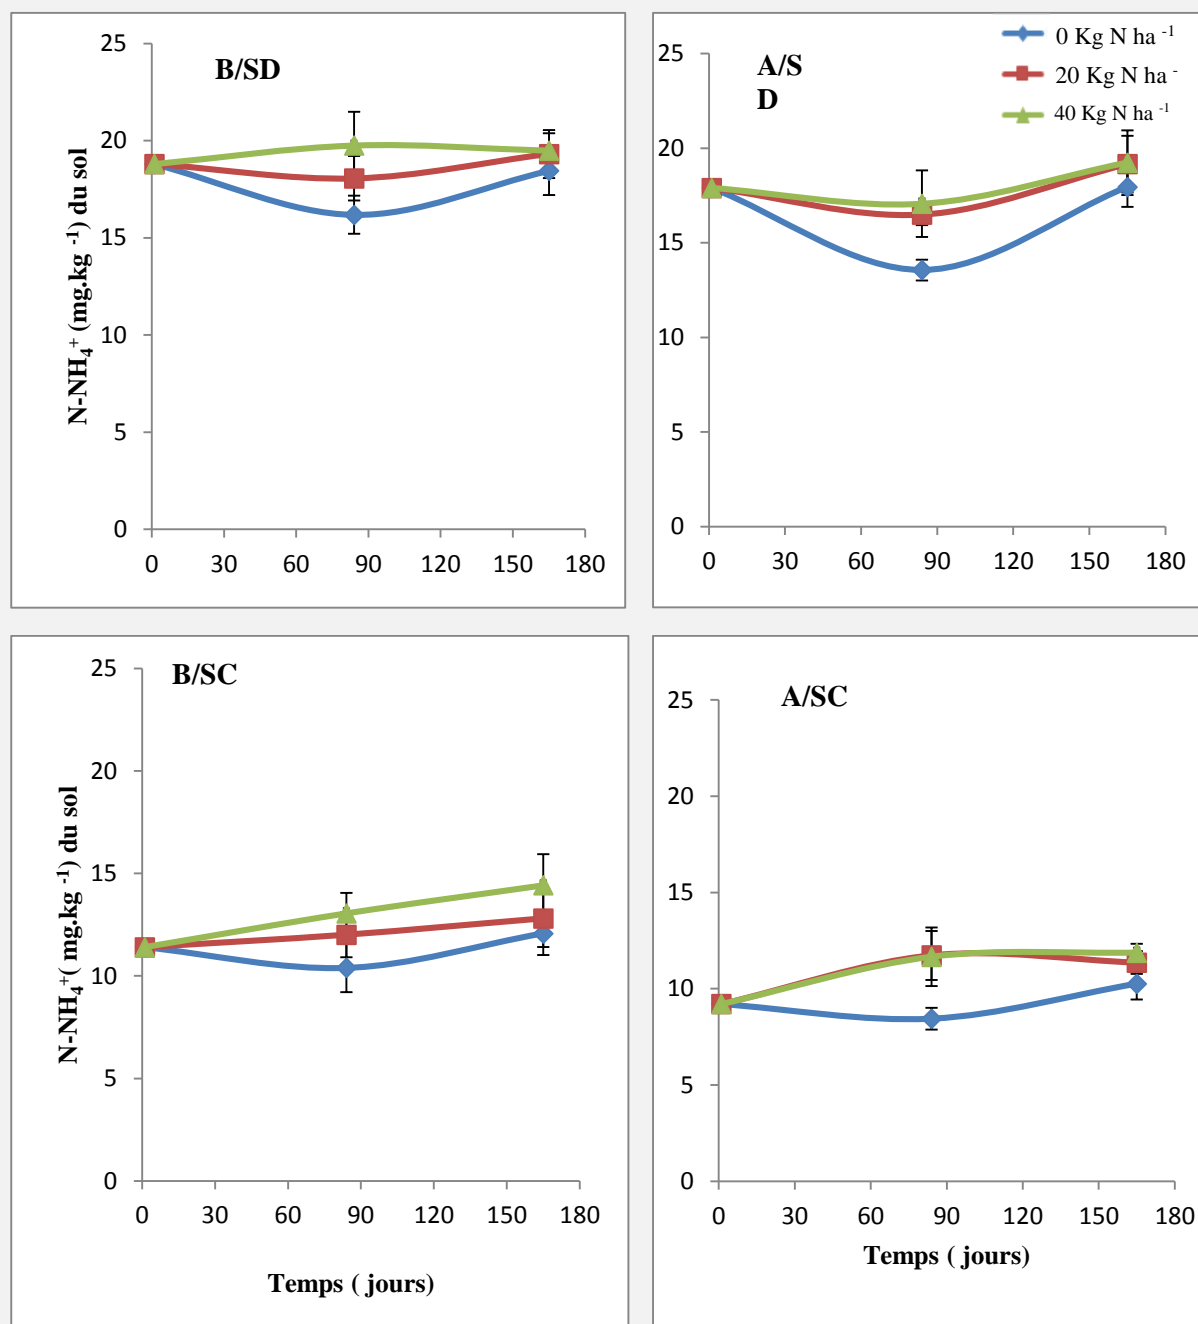 B/SD
25
20
15
10
5
0
0 30 60 90 120 150 180
N-NH₄⁺ (mg.kg ⁻¹) du sol
A/S
D
0 Kg N ha ⁻¹
20 Kg N ha ⁻
40 Kg N ha ⁻¹
25
20
15
10
5
0
0 30 60 90 120 150 180
B/SC
25
20
15
10
5
0
0 30 60 90 120 150 180
N-NH₄⁺( mg.kg ⁻¹) du sol
Temps ( jours)
A/SC
25
20
15
10
5
0
0 30 60 90 120 150 180
Temps ( jours)